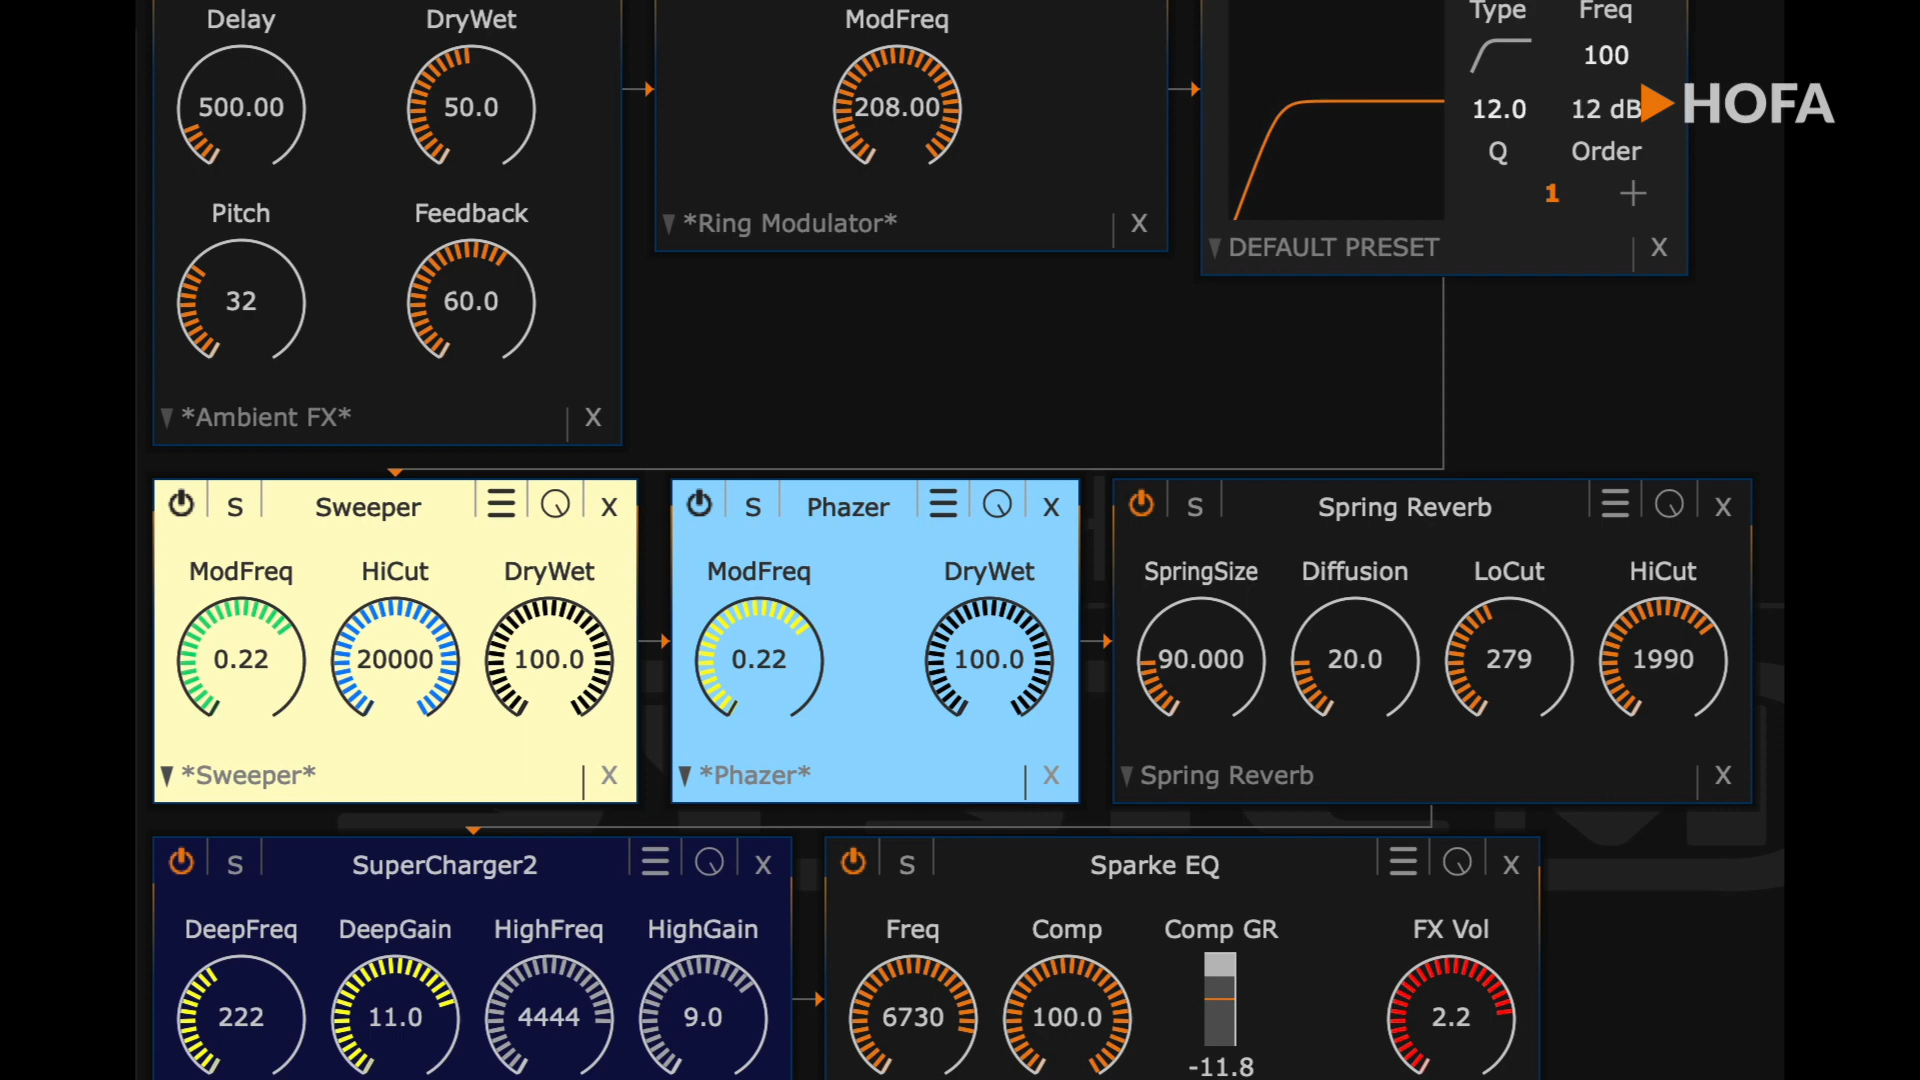 Delay DryWet
500.00 50.0
Pitch Feedback
32 60.0
*Ambient FX* X
ModFreq
208.00
*Ring Modulator* X
Type Freq
100
12.0 12 dB
Q Order
1 +
DEFAULT PRESET X
HOFA
S Sweeper X
ModFreq HiCut DryWet
0.22 20000 100.0
*Sweeper* X
S Phazer X
ModFreq DryWet
0.22 100.0
*Phazer* X
S Spring Reverb X
SpringSize Diffusion LoCut HiCut
90.000 20.0 279 1990
Spring Reverb X
S SuperCharger2 X
DeepFreq DeepGain HighFreq HighGain
222 11.0 4444 9.0
S Sparke EQ X
Freq Comp Comp GR FX Vol
6730 100.0 2.2
-11.8